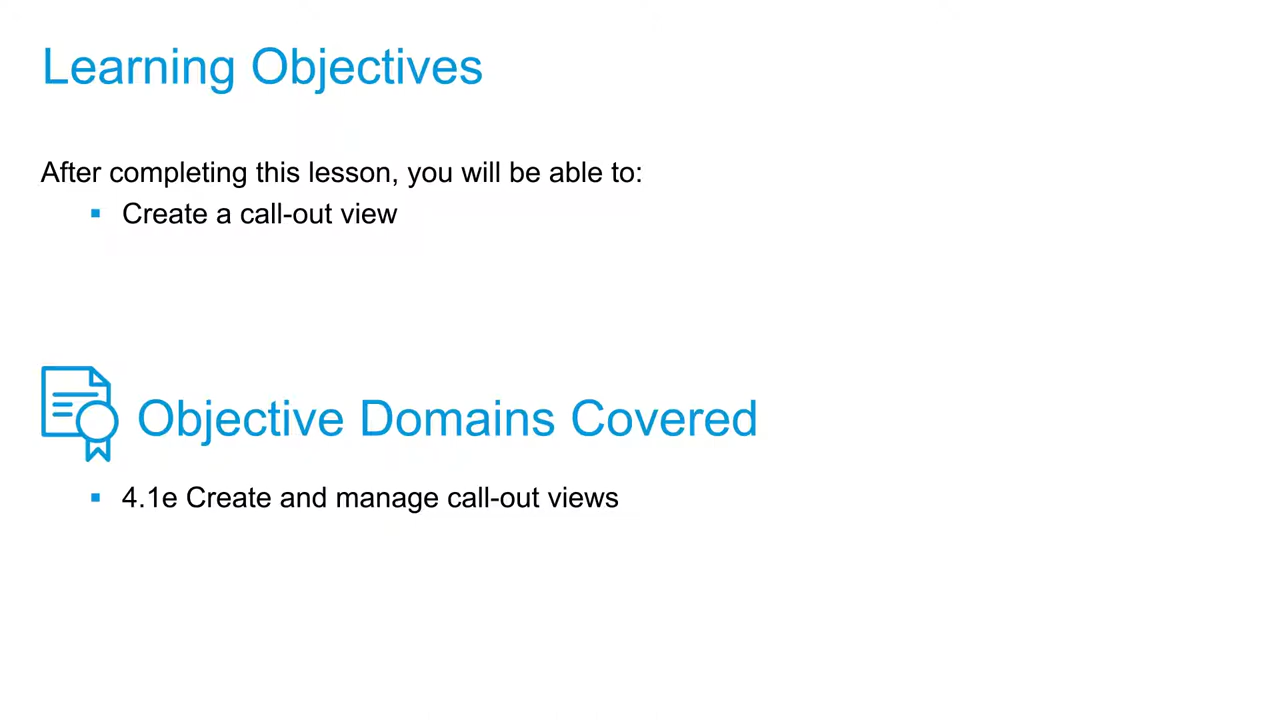 Learning Objectives
After completing this lesson, you will be able to:
▪ Create a call-out view
Objective Domains Covered
▪ 4.1e Create and manage call-out views